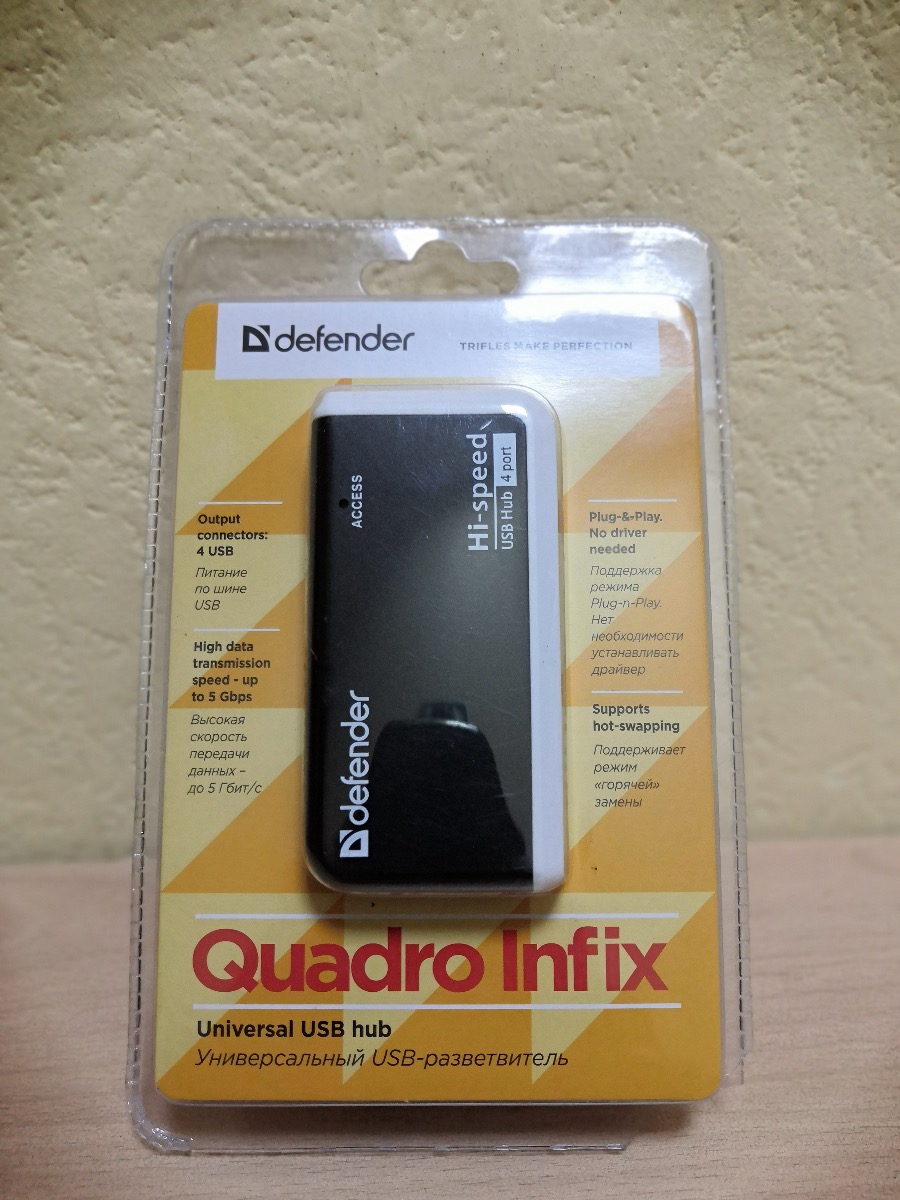 defender
TRIFLES MAKE PERFECTION
ACCESS
Hi-speed
USB Hub 4 port
defender
Output
connectors:
4 USB
Питание
по шине
USB
High data
transmission
speed - up
to 5 Gbps
Высокая
скорость
передачи
данных –
до 5 Гбит/с
Plug-&-Play.
No driver
needed
Поддержка
режима
Plug-n-Play.
Нет
необходимости
устанавливать
драйвер
Supports
hot-swapping
Поддерживает
режим
«горячей»
замены
Quadro Infix
Universal USB hub
Универсальный USB-разветвитель